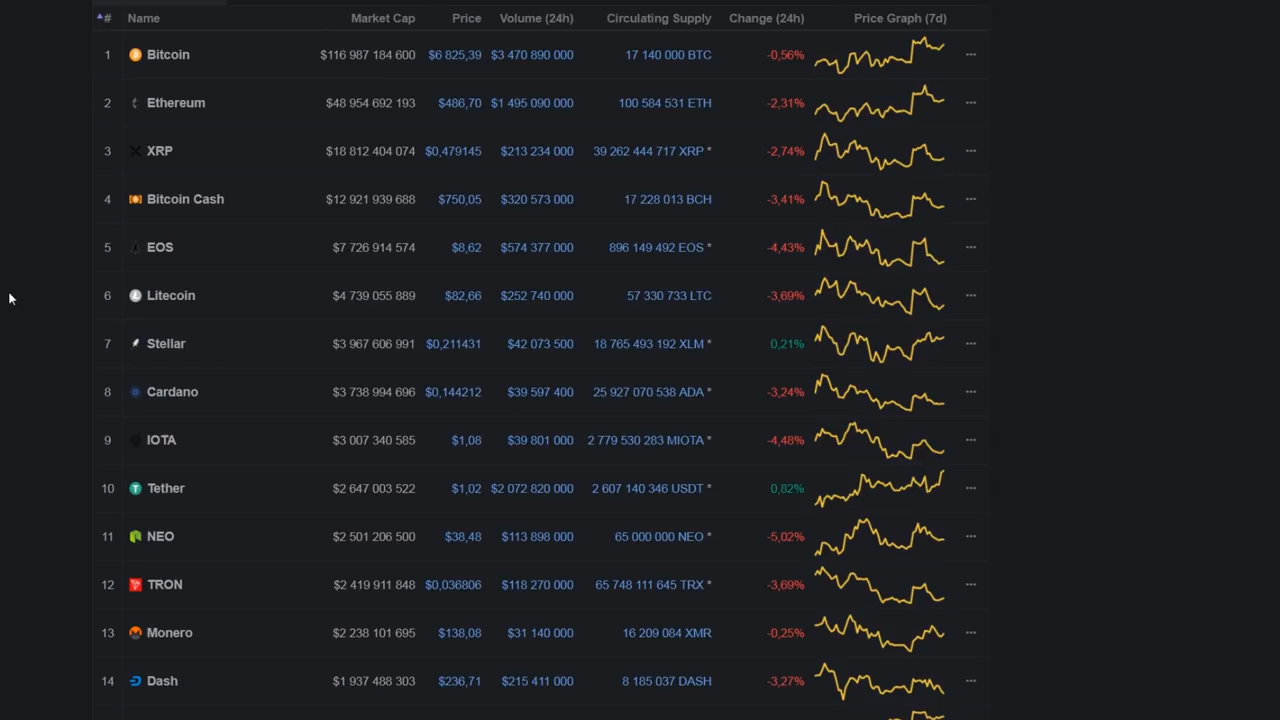 # Name Market Cap Price Volume (24h) Circulating Supply Change (24h) Price Graph (7d)
1 Bitcoin $116 987 184 600 $6 825,39 $3 470 890 000 17 140 000 BTC -0,56%
2 Ethereum $48 954 692 193 $486,70 $1 495 090 000 100 584 531 ETH -2,31%
3 XRP $18 812 404 074 $0,479145 $213 234 000 39 262 444 717 XRP * -2,74%
4 Bitcoin Cash $12 921 939 688 $750,05 $320 573 000 17 228 013 BCH -3,41%
5 EOS $7 726 914 574 $8,62 $574 377 000 896 149 492 EOS * -4,43%
6 Litecoin $4 739 055 889 $82,66 $252 740 000 57 330 733 LTC -3,69%
7 Stellar $3 967 606 991 $0,211431 $42 073 500 18 765 493 192 XLM * 0,21%
8 Cardano $3 738 994 696 $0,144212 $39 597 400 25 927 070 538 ADA * -3,24%
9 IOTA $3 007 340 585 $1,08 $39 801 000 2 779 530 283 MIOTA * -4,48%
10 Tether $2 647 003 522 $1,02 $2 072 820 000 2 607 140 346 USDT * 0,82%
11 NEO $2 501 206 500 $38,48 $113 898 000 65 000 000 NEO * -5,02%
12 TRON $2 419 911 848 $0,036806 $118 270 000 65 748 111 645 TRX * -3,69%
13 Monero $2 238 101 695 $138,08 $31 140 000 16 209 084 XMR -0,25%
14 Dash $1 937 488 303 $236,71 $215 411 000 8 185 037 DASH -3,27%